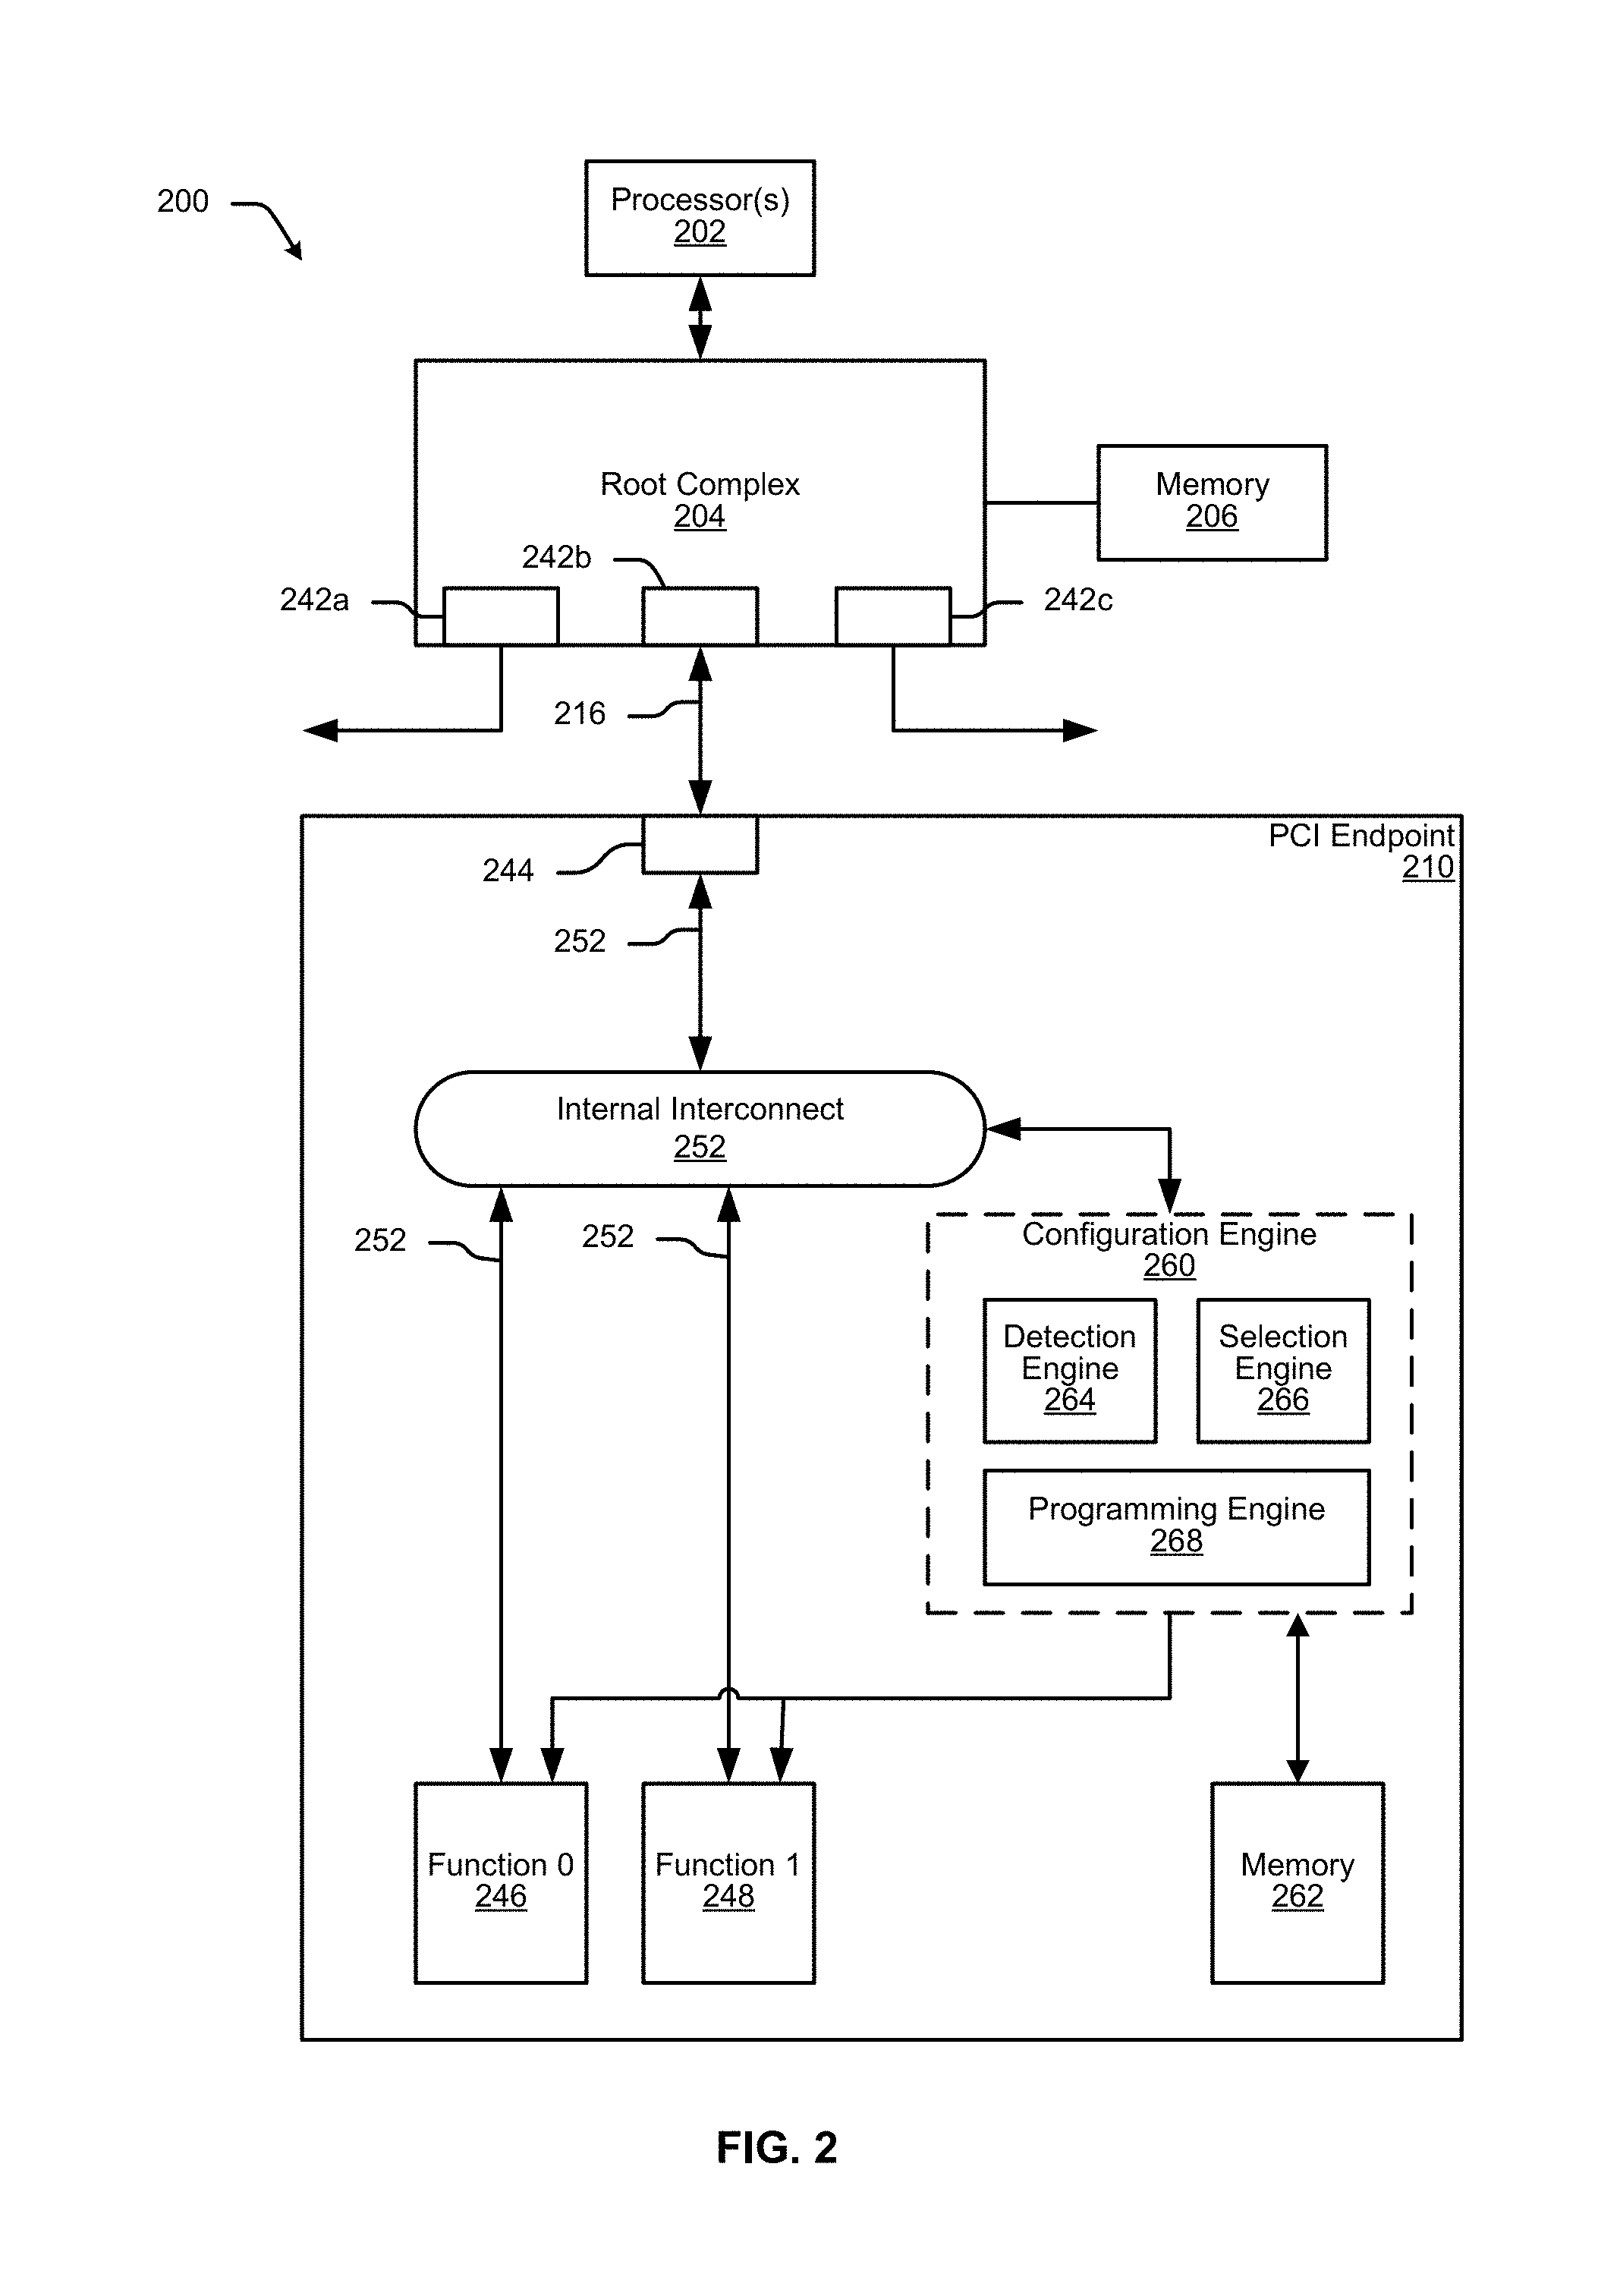 200
Processor(s)
202
Root Complex
204
Memory
206
242b
242a
242c
216
PCI Endpoint
210
244
252
Internal Interconnect
252
252
252
Configuration Engine
260
Detection
Engine
264
Selection
Engine
266
Programming Engine
268
Function 0
246
Function 1
248
Memory
262
FIG. 2